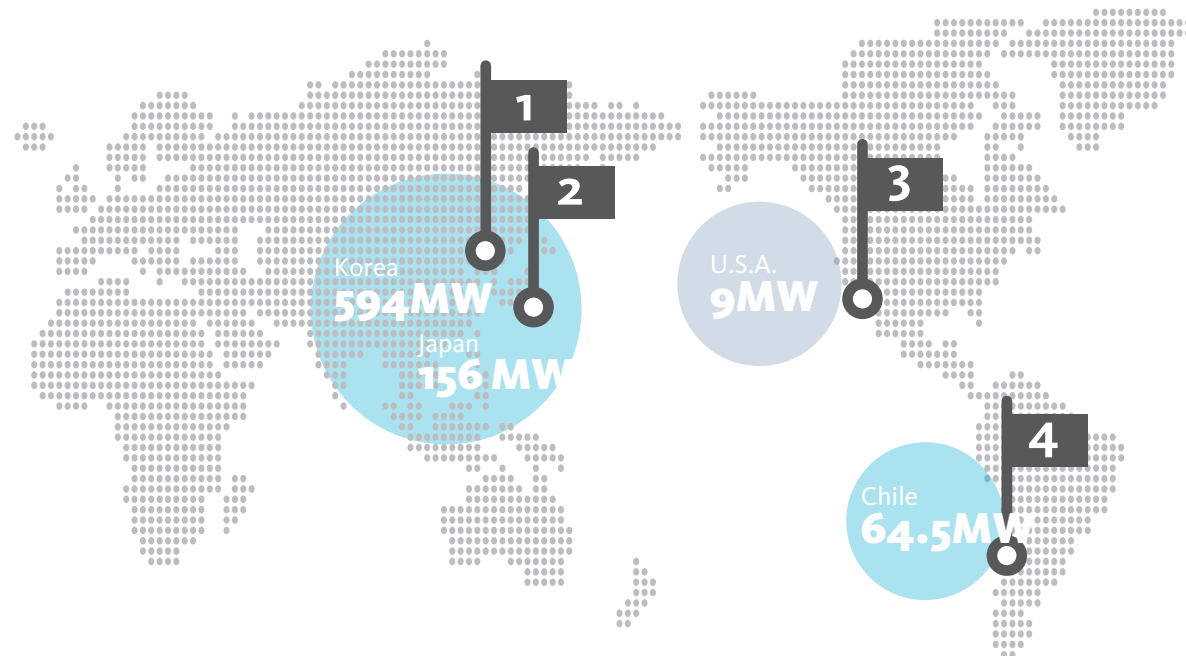 1
2
3
Korea
594MW
Japan
156 MW
U.S.A.
9MW
4
Chile
64.5MW